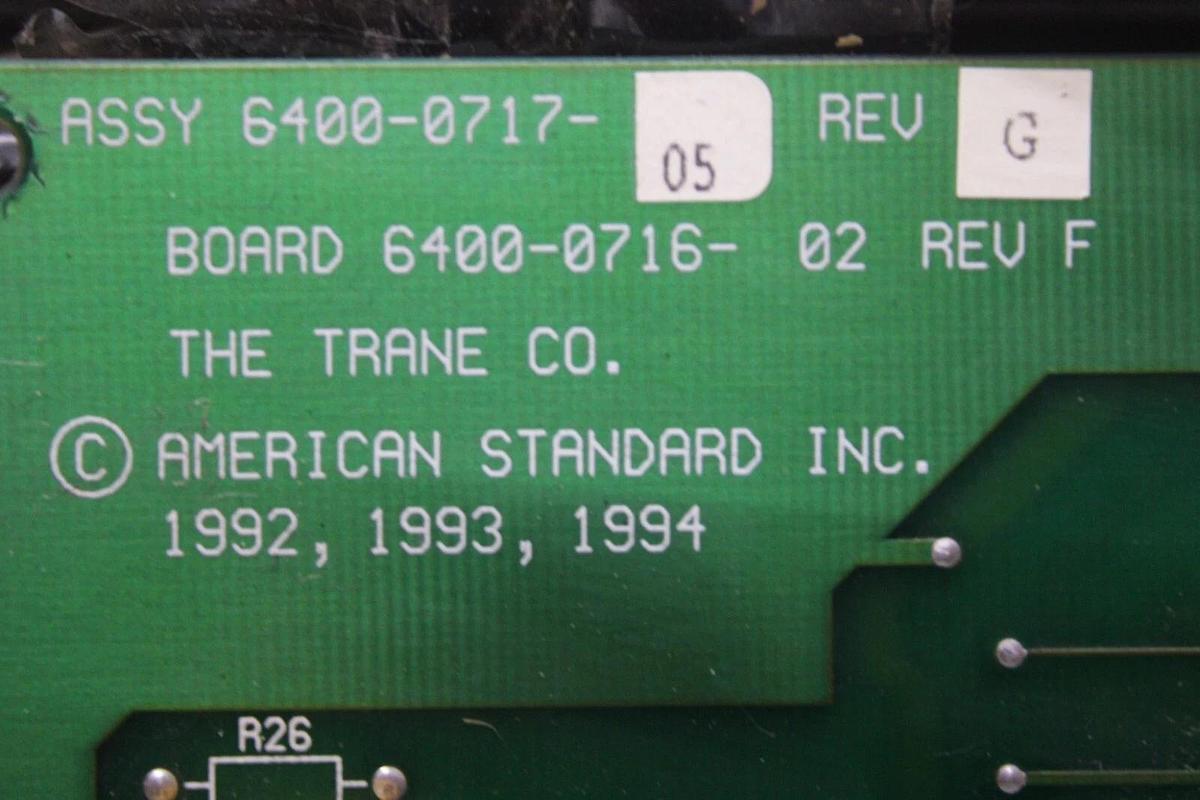 ASSY 6400-0717- 05 REV G
BOARD 6400-0716- 02 REV F
THE TRANE CO.
© AMERICAN STANDARD INC.
1992, 1993, 1994
R26